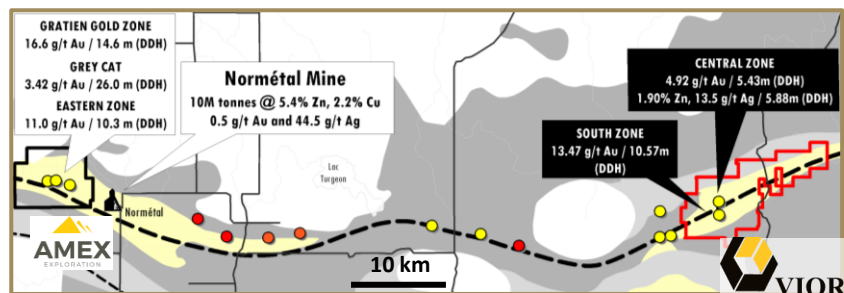 GRATIEN GOLD ZONE
16.6 g/t Au / 14.6 m (DDH)
GREY CAT
3.42 g/t Au / 26.0 m (DDH)
EASTERN ZONE
11.0 g/t Au / 10.3 m (DDH)
Normétal Mine
10M tonnes @ 5.4% Zn, 2.2% Cu
0.5 g/t Au and 44.5 g/t Ag
CENTRAL ZONE
4.92 g/t Au / 5.43m (DDH)
1.90% Zn, 13.5 g/t Ag / 5.88m (DDH)
SOUTH ZONE
13.47 g/t Au / 10.57m
(DDH)
Lac
Turgeon
Normétal
AMEX
EXPLORATION
10 km
VIOR